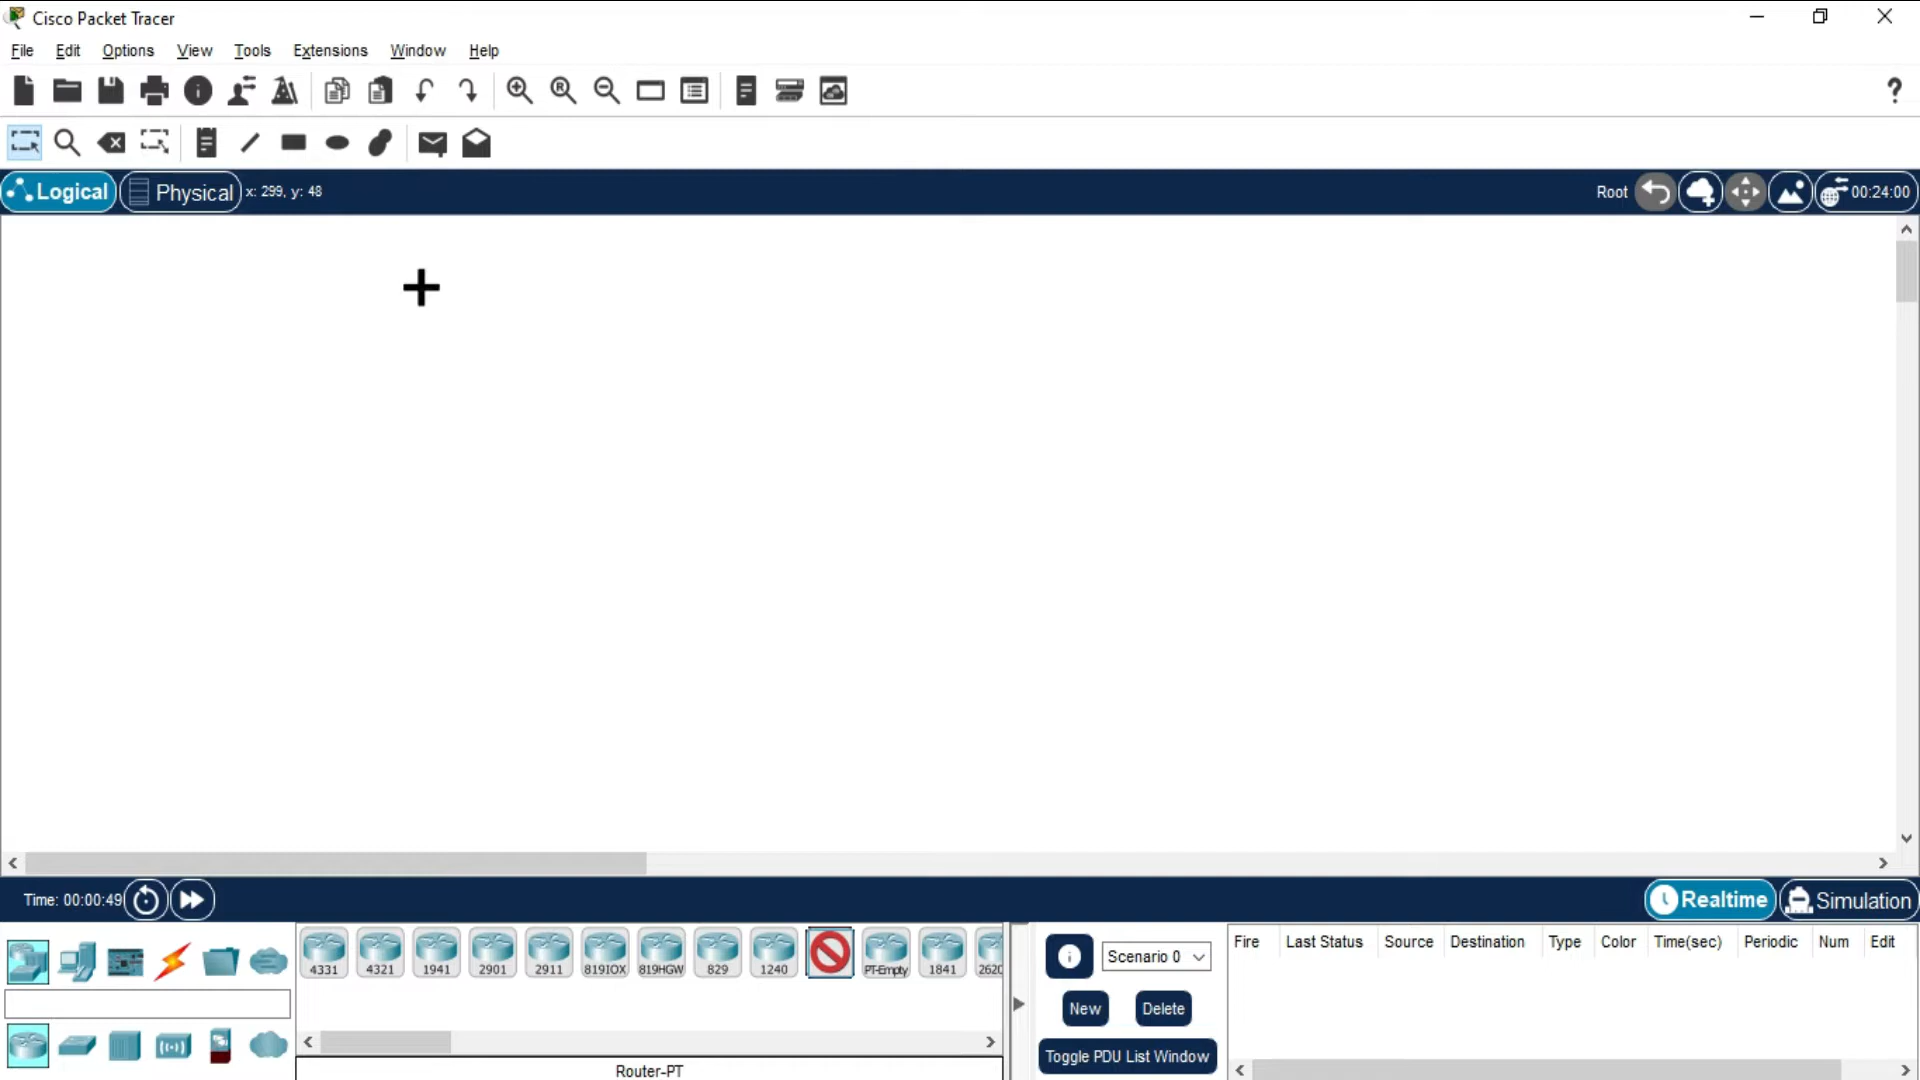 Cisco Packet Tracer
File Edit Options View Tools Extensions Window Help
Logical Physical x: 299, y: 48 Root 00:24:00
Time: 00:00:49 Realtime Simulation
4331 4321 1941 2901 2911 819IOX 819HGW 829 1240 PT-Empty 1841 2620
Router-PT
Scenario 0
New Delete
Toggle PDU List Window
Fire Last Status Source Destination Type Color Time(sec) Periodic Num Edit